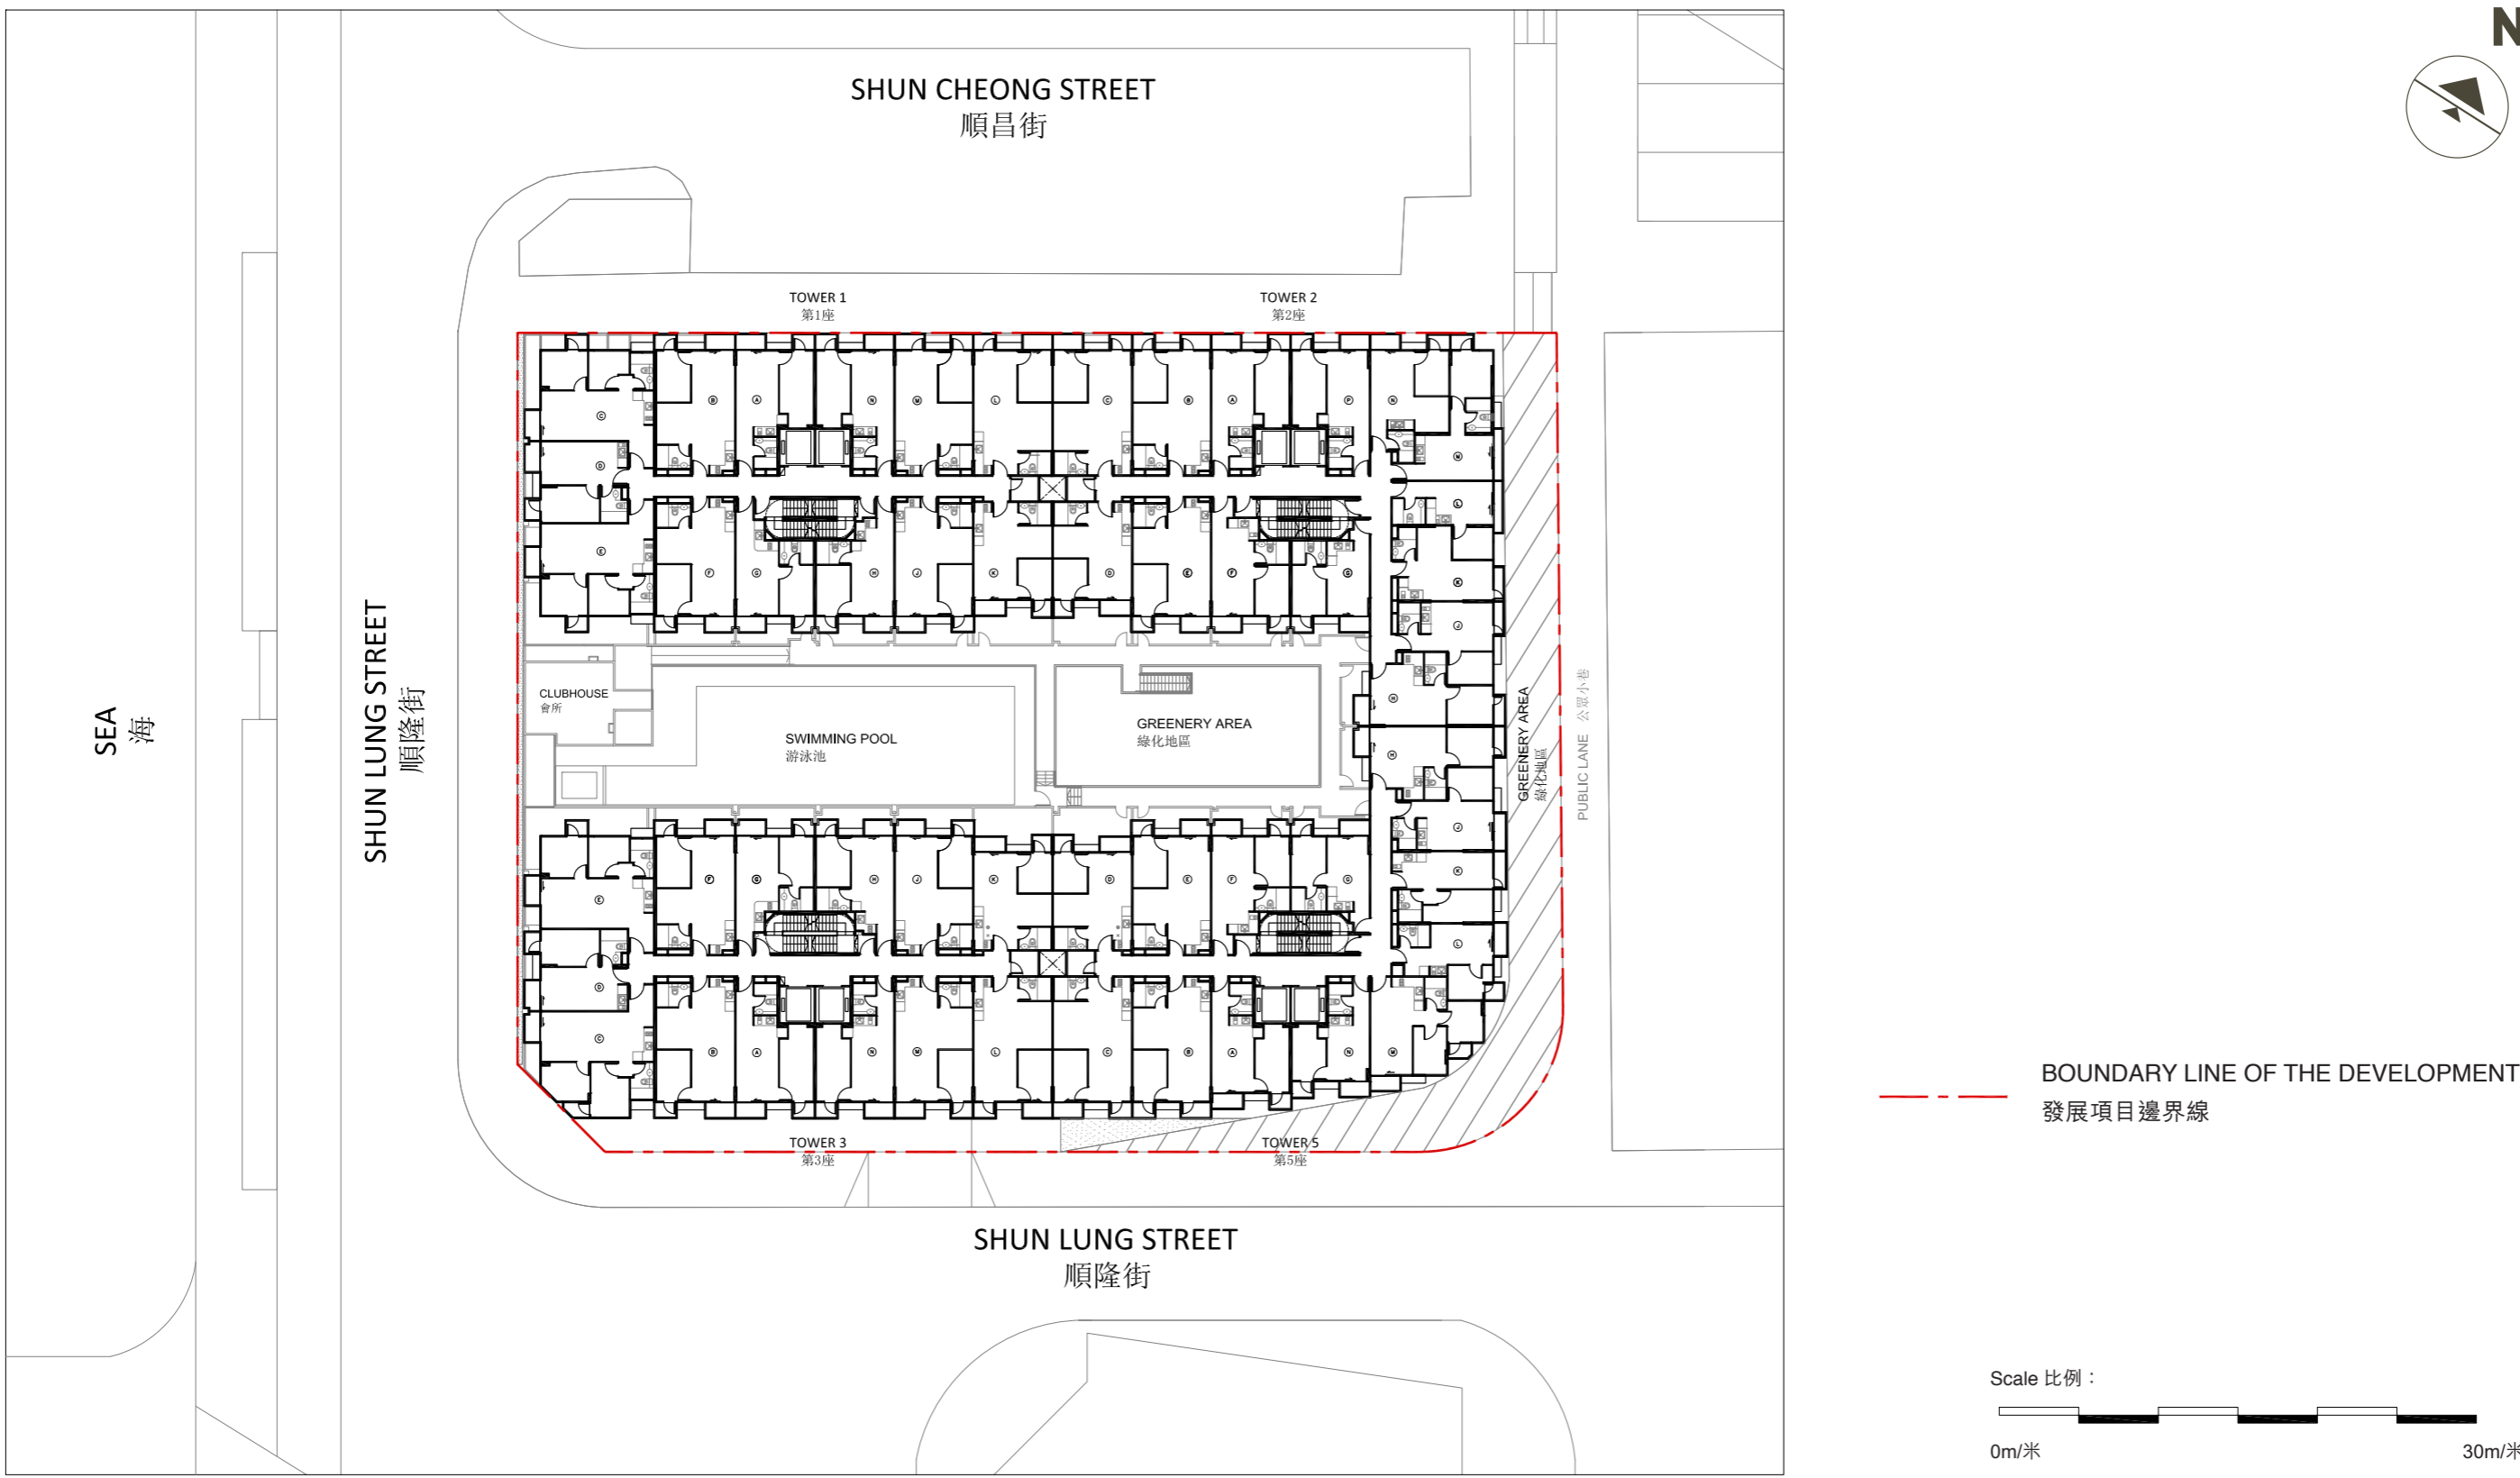 N
SHUN CHEONG STREET
順昌街
TOWER 1
第1座
TOWER 2
第2座
B A N M L C B A P N
C
D
M
L
E
F G H J K D E F G
K
J
SEA
海
SHUN LUNG STREET
順隆街
CLUBHOUSE
會所
SWIMMING POOL
游泳池
GREENERY AREA
綠化地區
H
H
GREENERY AREA
綠化地區
PUBLIC LANE 公眾小巷
J
F G H J K D E F G
K
E
L
D
C
B A N M L C B A N M
TOWER 3
第3座
TOWER 5
第5座
SHUN LUNG STREET
順隆街
BOUNDARY LINE OF THE DEVELOPMENT
發展項目邊界線
Scale 比例：
0m/米
30m/米